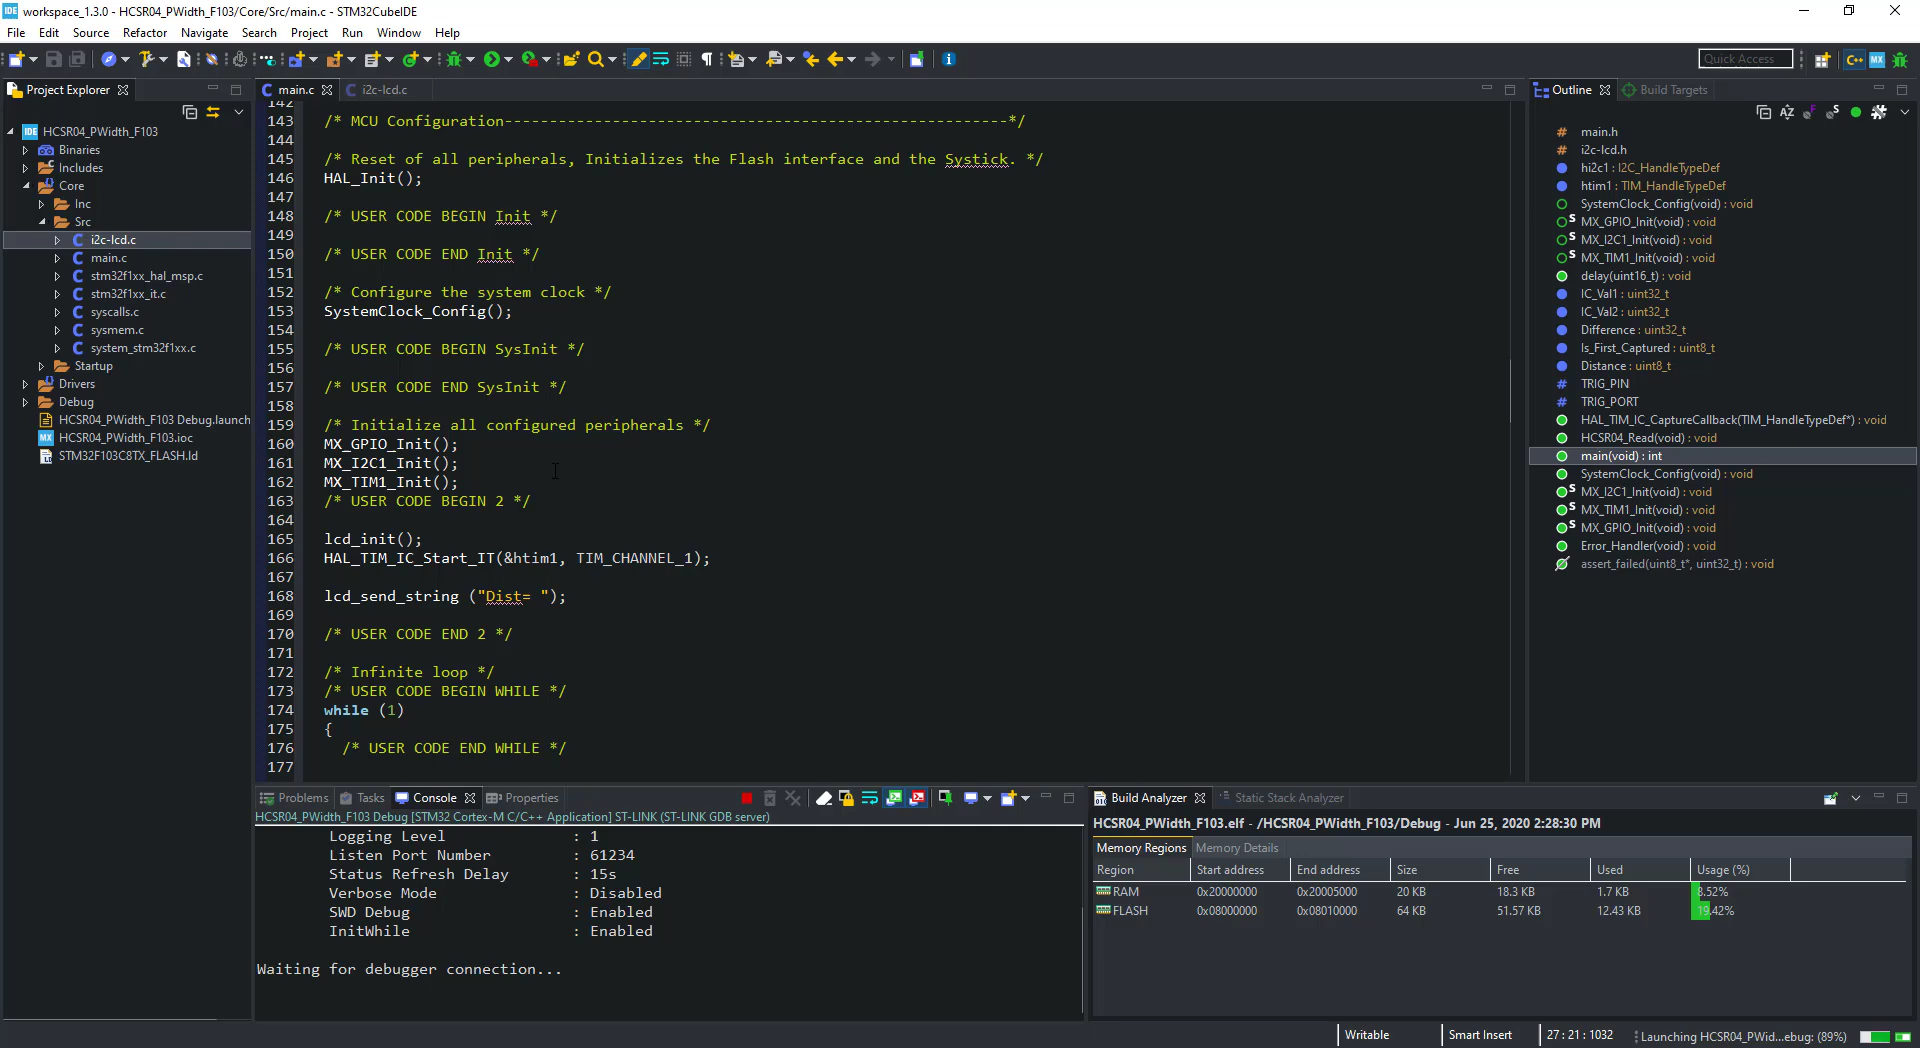 workspace_1.3.0 - HCSR04_PWidth_F103/Core/Src/main.c - STM32CubeIDE
File Edit Source Refactor Navigate Search Project Run Window Help
Quick Access
Project Explorer
HCSR04_PWidth_F103
Binaries
Includes
Core
Inc
Src
i2c-lcd.c
main.c
stm32f1xx_hal_msp.c
stm32f1xx_it.c
syscalls.c
sysmem.c
system_stm32f1xx.c
Startup
Drivers
Debug
HCSR04_PWidth_F103 Debug.launch
HCSR04_PWidth_F103.ioc
STM32F103C8TX_FLASH.ld
main.c i2c-lcd.c
142
143 /* MCU Configuration--------------------------------------------------------*/
144
145 /* Reset of all peripherals, Initializes the Flash interface and the Systick. */
146 HAL_Init();
147
148 /* USER CODE BEGIN Init */
149
150 /* USER CODE END Init */
151
152 /* Configure the system clock */
153 SystemClock_Config();
154
155 /* USER CODE BEGIN SysInit */
156
157 /* USER CODE END SysInit */
158
159 /* Initialize all configured peripherals */
160 MX_GPIO_Init();
161 MX_I2C1_Init();
162 MX_TIM1_Init();
163 /* USER CODE BEGIN 2 */
164
165 lcd_init();
166 HAL_TIM_IC_Start_IT(&htim1, TIM_CHANNEL_1);
167
168 lcd_send_string ("Dist= ");
169
170 /* USER CODE END 2 */
171
172 /* Infinite loop */
173 /* USER CODE BEGIN WHILE */
174 while (1)
175 {
176 /* USER CODE END WHILE */
177
Outline Build Targets
main.h
i2c-lcd.h
hi2c1 : I2C_HandleTypeDef
htim1 : TIM_HandleTypeDef
SystemClock_Config(void) : void
MX_GPIO_Init(void) : void
MX_I2C1_Init(void) : void
MX_TIM1_Init(void) : void
delay(uint16_t) : void
IC_Val1 : uint32_t
IC_Val2 : uint32_t
Difference : uint32_t
Is_First_Captured : uint8_t
Distance : uint8_t
TRIG_PIN
TRIG_PORT
HAL_TIM_IC_CaptureCallback(TIM_HandleTypeDef*) : void
HCSR04_Read(void) : void
main(void) : int
SystemClock_Config(void) : void
MX_I2C1_Init(void) : void
MX_TIM1_Init(void) : void
MX_GPIO_Init(void) : void
Error_Handler(void) : void
assert_failed(uint8_t*, uint32_t) : void
Problems Tasks Console Properties
HCSR04_PWidth_F103 Debug [STM32 Cortex-M C/C++ Application] ST-LINK (ST-LINK GDB server)
Logging Level : 1
Listen Port Number : 61234
Status Refresh Delay : 15s
Verbose Mode : Disabled
SWD Debug : Enabled
InitWhile : Enabled
Waiting for debugger connection...
Build Analyzer Static Stack Analyzer
HCSR04_PWidth_F103.elf - /HCSR04_PWidth_F103/Debug - Jun 25, 2020 2:28:30 PM
Memory Regions Memory Details
Region Start address End address Size Free Used Usage (%)
RAM 0x20000000 0x20005000 20 KB 18.3 KB 1.7 KB 8.52%
FLASH 0x08000000 0x08010000 64 KB 51.57 KB 12.43 KB 19.42%
Writable Smart Insert 27 : 21 : 1032 Launching HCSR04_PWid...ebug: (89%)